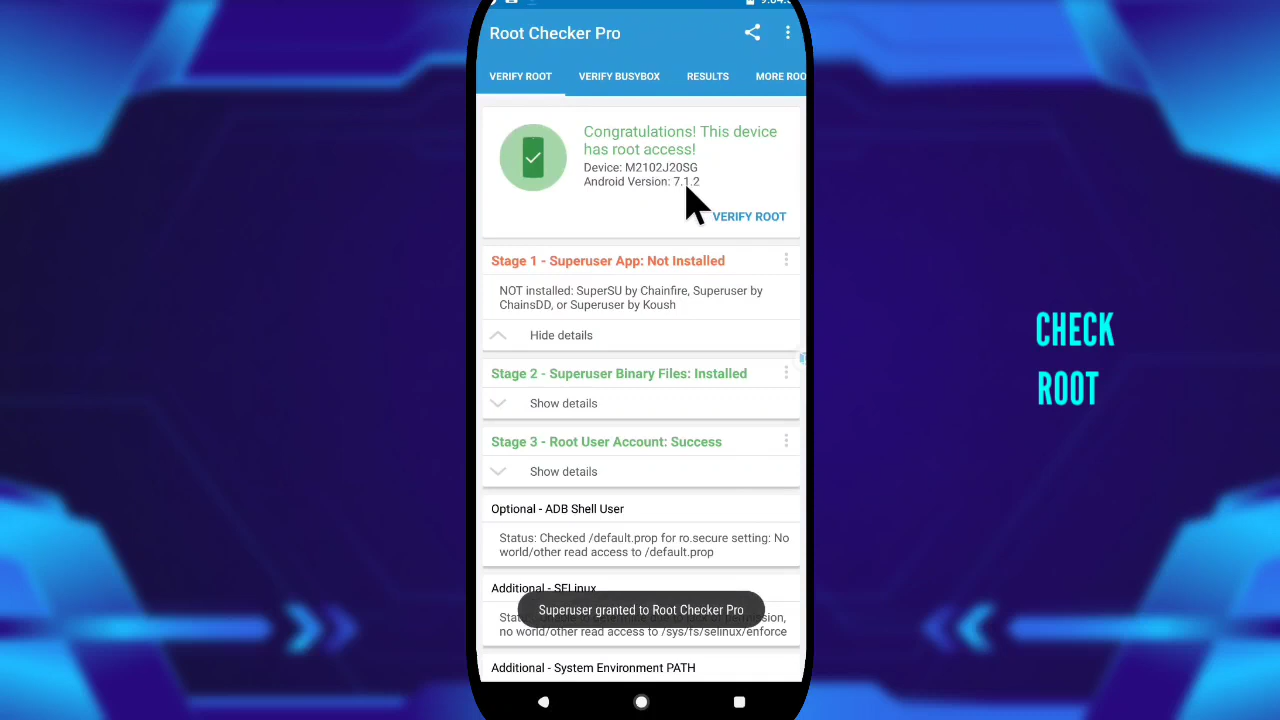 Root Checker Pro
VERIFY ROOT
VERIFY BUSYBOX
RESULTS
MORE ROO
Congratulations! This device
has root access!
Device: M2102J20SG
Android Version: 7.1.2
VERIFY ROOT
Stage 1 - Superuser App: Not Installed
NOT installed: SuperSU by Chainfire, Superuser by
ChainsDD, or Superuser by Koush
Hide details
Stage 2 - Superuser Binary Files: Installed
Show details
Stage 3 - Root User Account: Success
Show details
Optional - ADB Shell User
Status: Checked /default.prop for ro.secure setting: No
world/other read access to /default.prop
Additional - SELinux
Superuser granted to Root Checker Pro
no world/other read access to /sys/fs/selinux/enforce
Additional - System Environment PATH
CHECK
ROOT